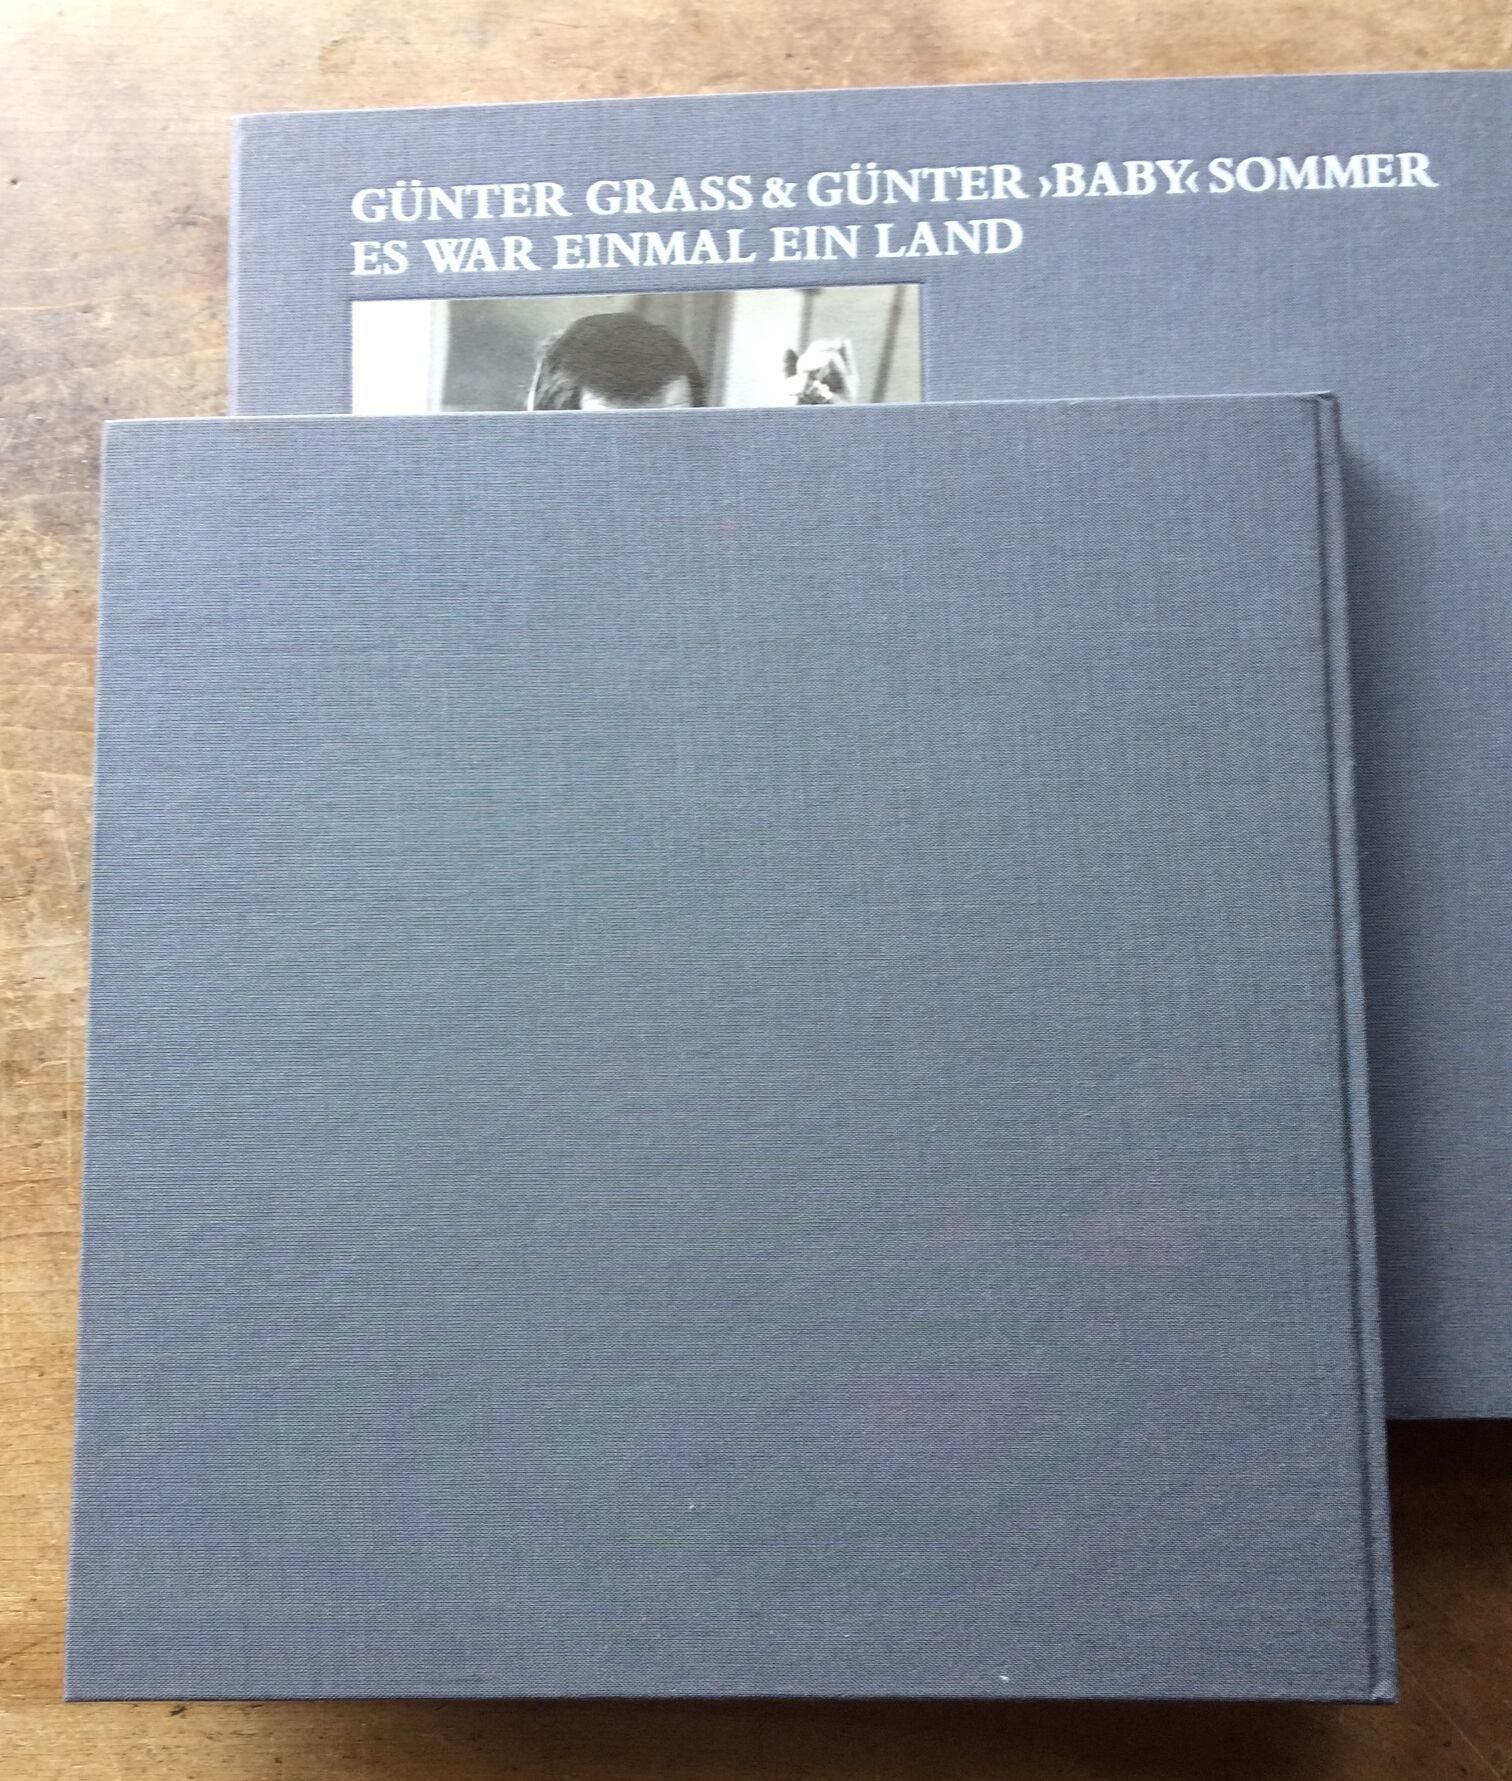 GÜNTER GRASS & GÜNTER ›BABY‹ SOMMER
ES WAR EINMAL EIN LAND